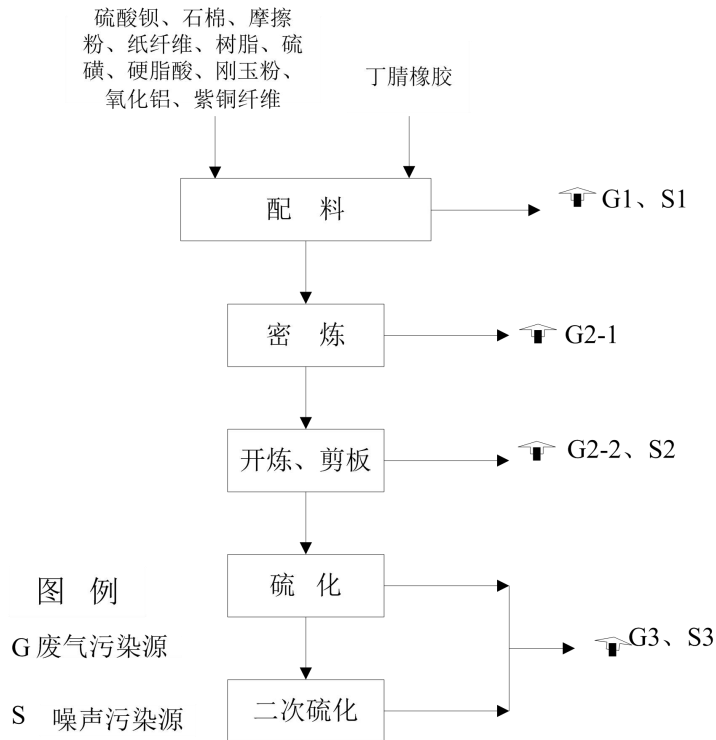 硫酸钡、石棉、摩擦
粉、纸纤维、树脂、硫
磺、硬脂酸、刚玉粉、
氧化铝、紫铜纤维
丁腈橡胶
配 料
G1、S1
密 炼
G2-1
开炼、剪板
G2-2、S2
硫 化
图 例
G3、S3
G 废气污染源
二次硫化
S 噪声污染源